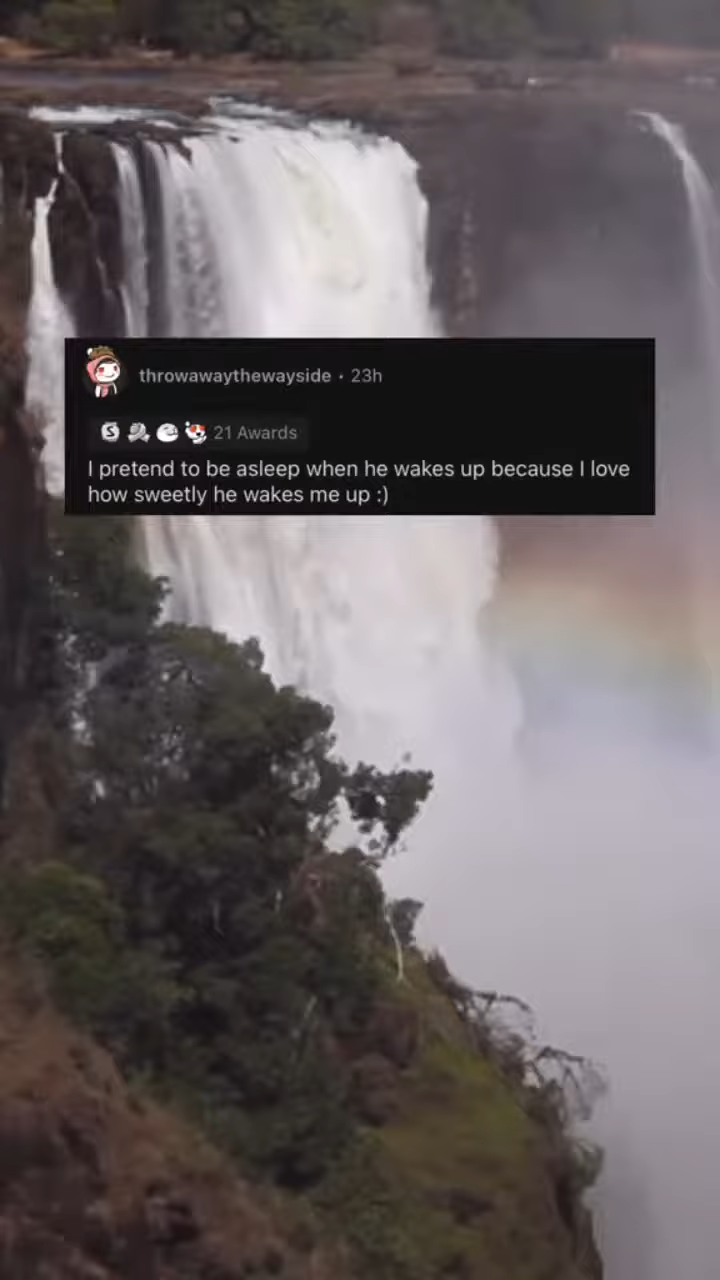 throwawaythewayside · 23h
21 Awards
I pretend to be asleep when he wakes up because I love
how sweetly he wakes me up :)